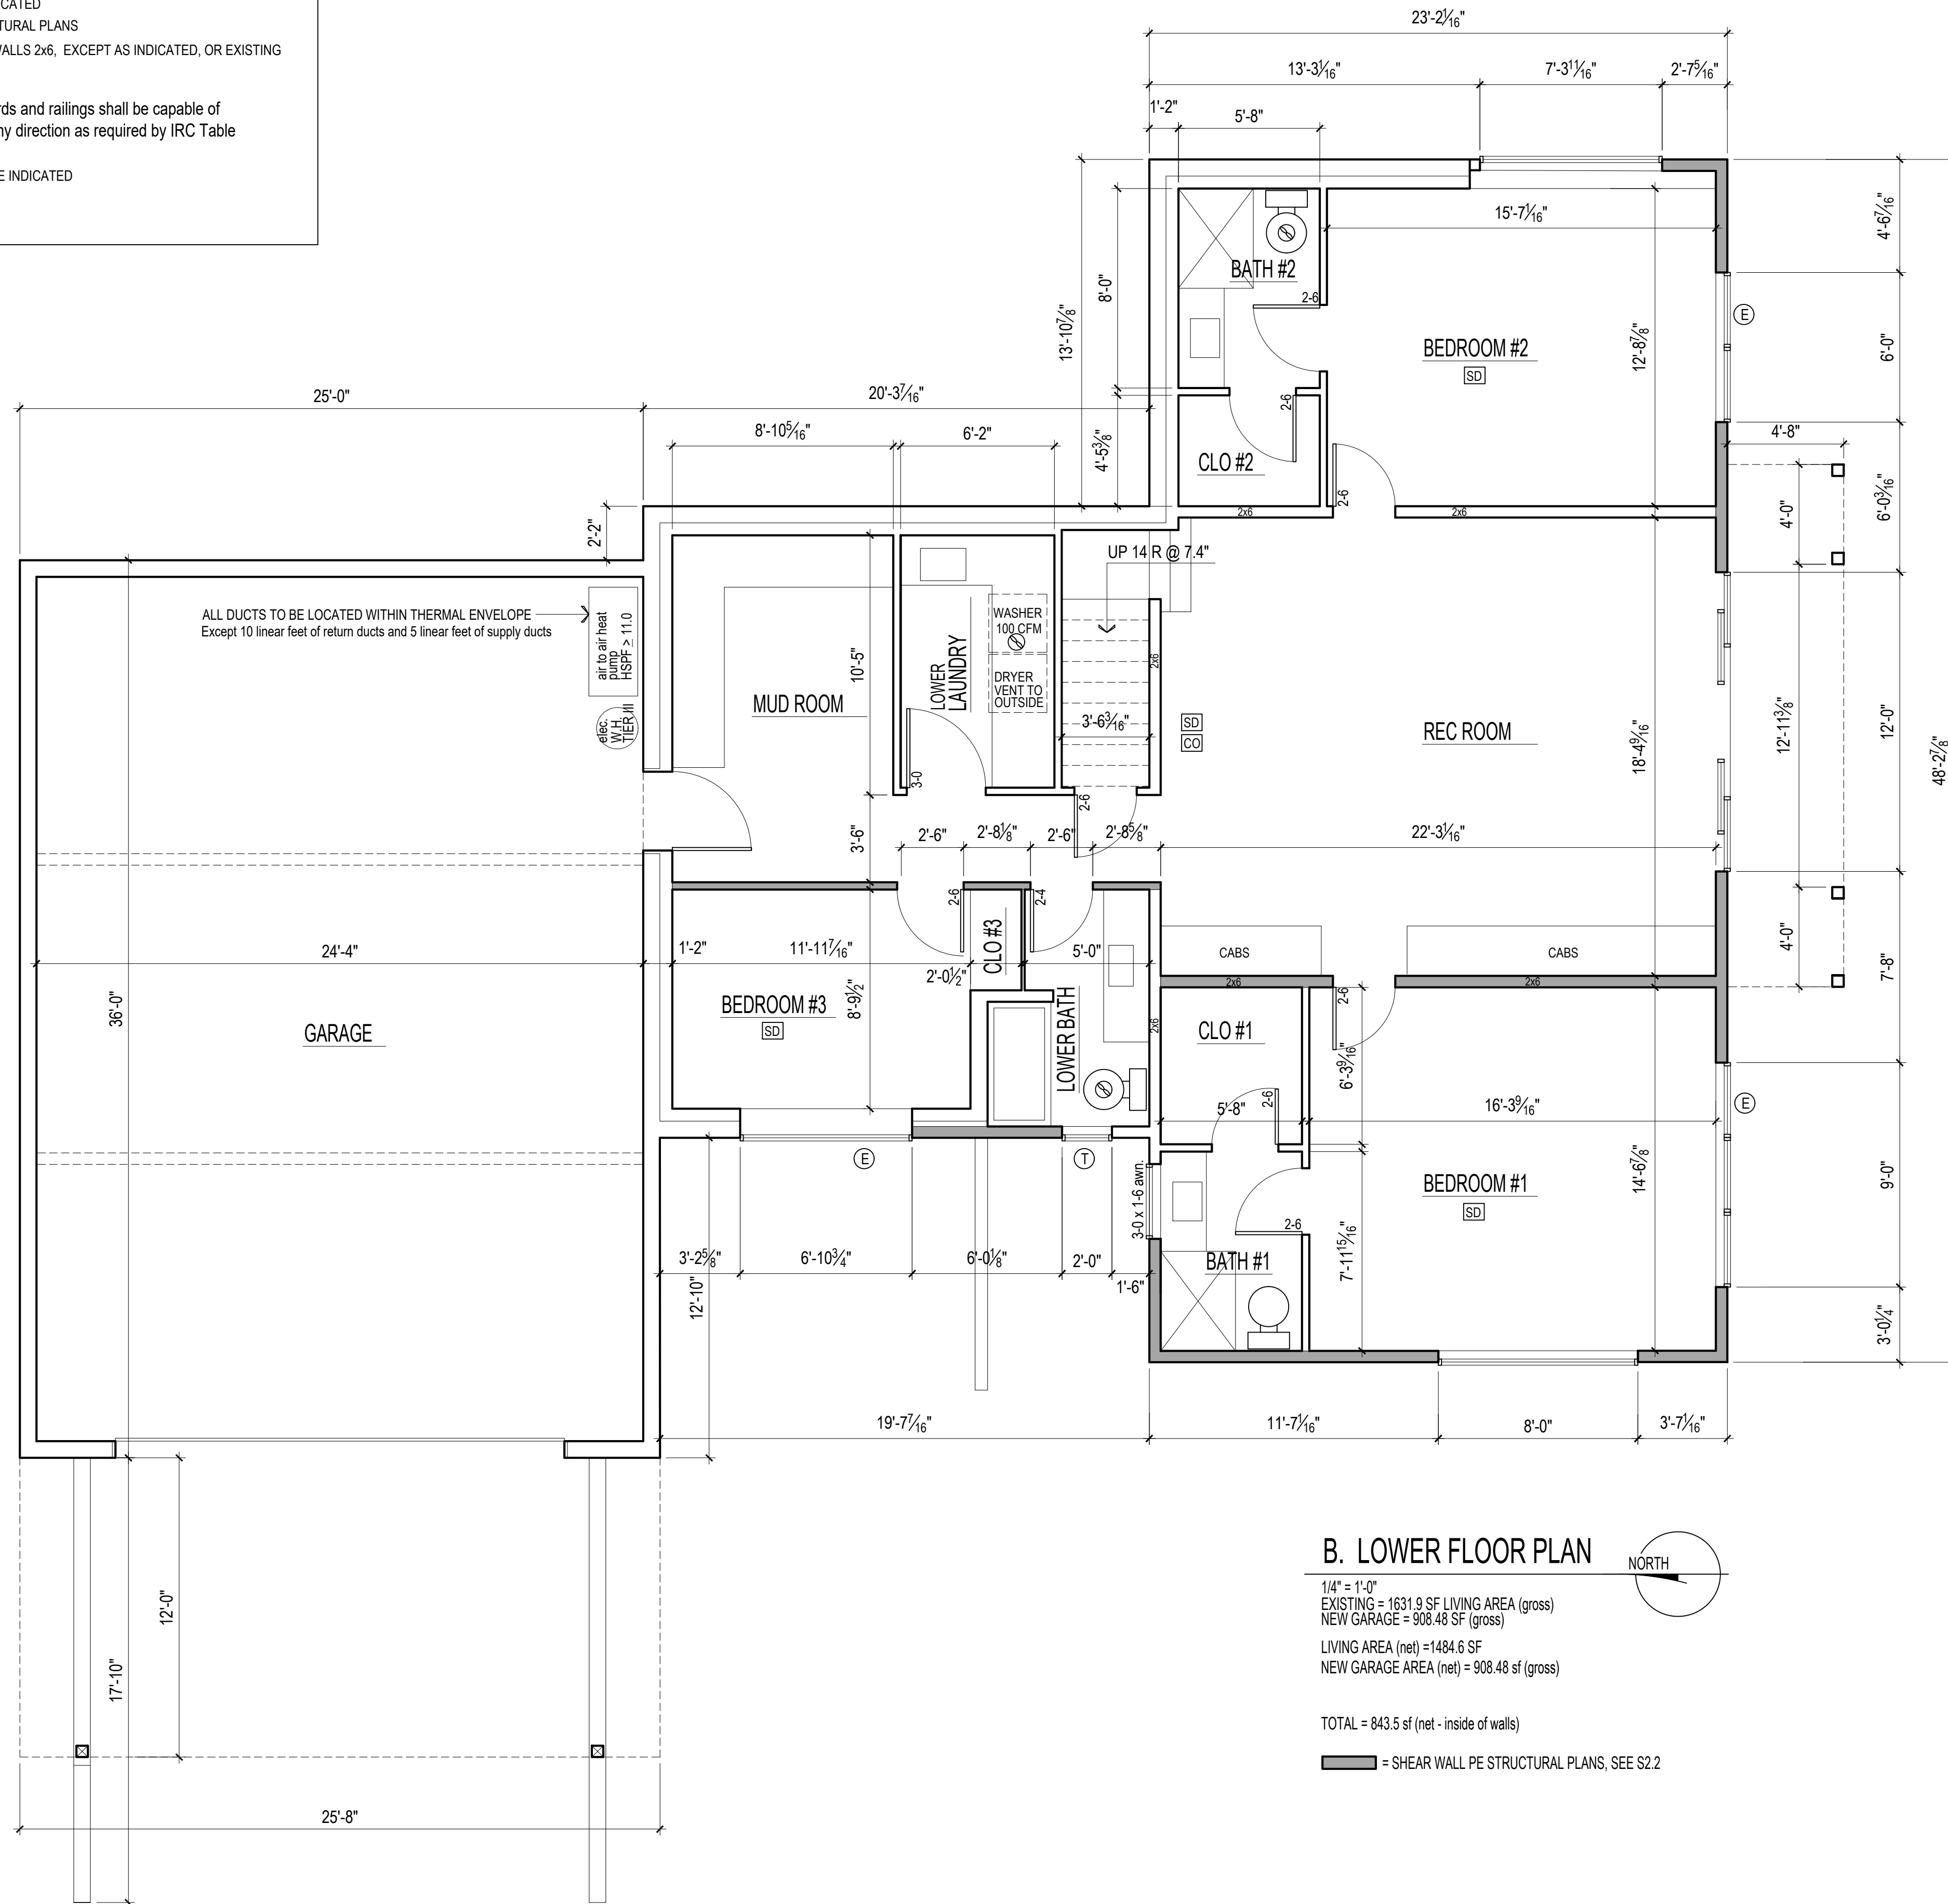 CATED
TURAL PLANS
WALLS 2x6,  EXCEPT AS INDICATED, OR EXISTING
rds and railings shall be capable of
ny direction as required by IRC Table
E INDICATED
23'-2 1/16"
13'-3 1/16"
7'-3 11/16"
2'-7 5/16"
1'-2"
5'-8"
15'-7 1/16"
4'-6 7/16"
BATH #2
2-6
8'-0"
13'-10 7/8"
BEDROOM #2
SD
12'-8 7/8"
E
6'-0"
25'-0"
20'-3 7/16"
8'-10 5/16"
6'-2"
4'-5 3/8"
2-6
CLO #2
2-6
4'-8"
6'-0 3/16"
4'-0"
2x6
2x6
2'-2"
UP 14 R @ 7.4"
ALL DUCTS TO BE LOCATED WITHIN THERMAL ENVELOPE
Except 10 linear feet of return ducts and 5 linear feet of supply ducts
air to air heat
pump
HSPF ≥ 11.0
elec.
W.H.
TIER III
10'-5"
MUD ROOM
LOWER
LAUNDRY
WASHER
100 CFM
DRYER
VENT TO
OUTSIDE
3-0
3'-6 3/16"
2x6
2-6
SD
CO
REC ROOM
18'-4 9/16"
12'-11 3/8"
12'-0"
48'-2 7/8"
3'-6"
2'-6"
2'-8 1/8"
2'-6"
2'-8 5/8"
22'-3 1/16"
2-6
2-4
24'-4"
1'-2"
11'-11 7/16"
2'-0 1/2"
CLO #3
5'-0"
CABS
CABS
4'-0"
7'-8"
36'-0"
GARAGE
BEDROOM #3
SD
8'-9 1/2"
LOWER BATH
2x6
2x6
2x6
2-6
CLO #1
6'-3 9/16"
5'-8"
2-6
16'-3 9/16"
E
E
T
3-0 x 1-6 awn.
BEDROOM #1
SD
14'-6 7/8"
9'-0"
2-6
BATH #1
7'-11 15/16"
3'-2 5/8"
6'-10 3/4"
6'-0 1/8"
2'-0"
1'-6"
12'-10"
3'-0 1/4"
19'-7 7/16"
11'-7 1/16"
8'-0"
3'-7 1/16"
12'-0"
17'-10"
25'-8"
B.  LOWER FLOOR PLAN
NORTH
1/4" = 1'-0"
EXISTING = 1631.9 SF LIVING AREA (gross)
NEW GARAGE = 908.48 SF (gross)
LIVING AREA (net) =1484.6 SF
NEW GARAGE AREA (net) = 908.48 sf (gross)
TOTAL = 843.5 sf (net - inside of walls)
= SHEAR WALL PE STRUCTURAL PLANS, SEE S2.2